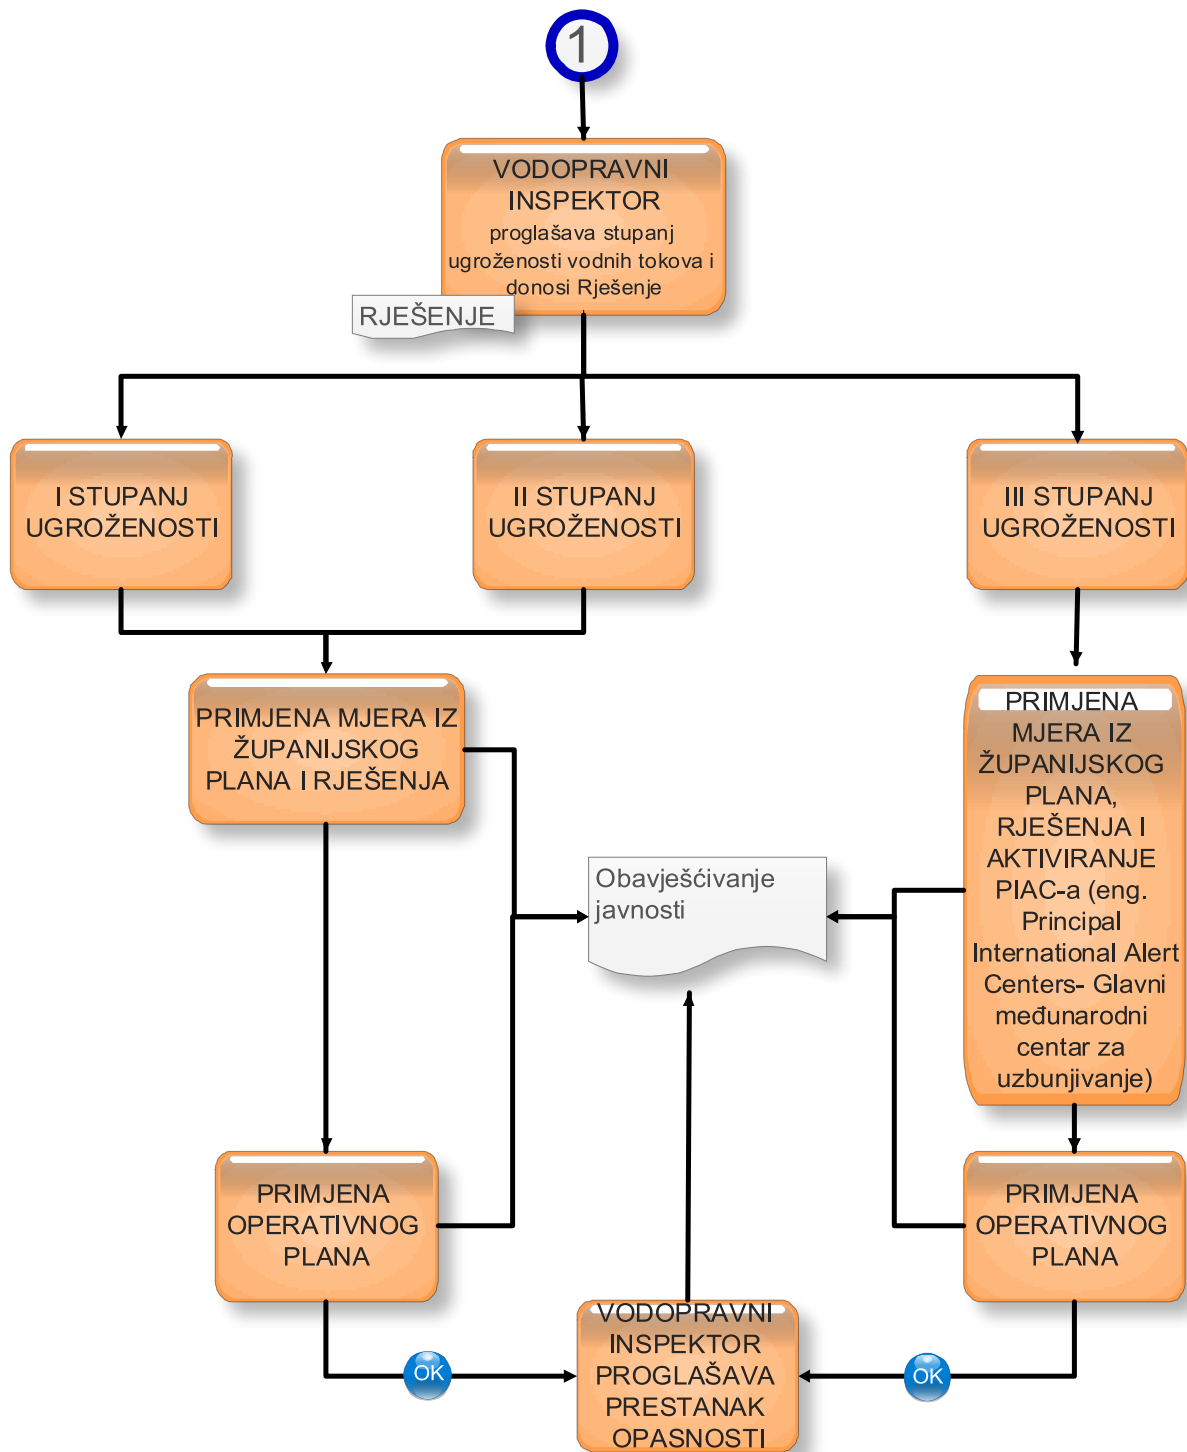 1
VODOPRAVNI
INSPEKTOR
proglašava stupanj
ugroženosti vodnih tokova i
donosi Rješenje
RJEŠENJE
I STUPANJ
UGROŽENOSTI
II STUPANJ
UGROŽENOSTI
III STUPANJ
UGROŽENOSTI
PRIMJENA MJERA IZ
ŽUPANIJSKOG
PLANA I RJEŠENJA
PRIMJENA
MJERA IZ
ŽUPANIJSKOG
PLANA,
RJEŠENJA I
AKTIVIRANJE
PIAC-a (eng.
Principal
International Alert
Centers- Glavni
međunarodni
centar za
uzbunjivanje)
Obavješćivanje
javnosti
PRIMJENA
OPERATIVNOG
PLANA
PRIMJENA
OPERATIVNOG
PLANA
OK
VODOPRAVNI
INSPEKTOR
PROGLAŠAVA
PRESTANAK
OPASNOSTI
OK